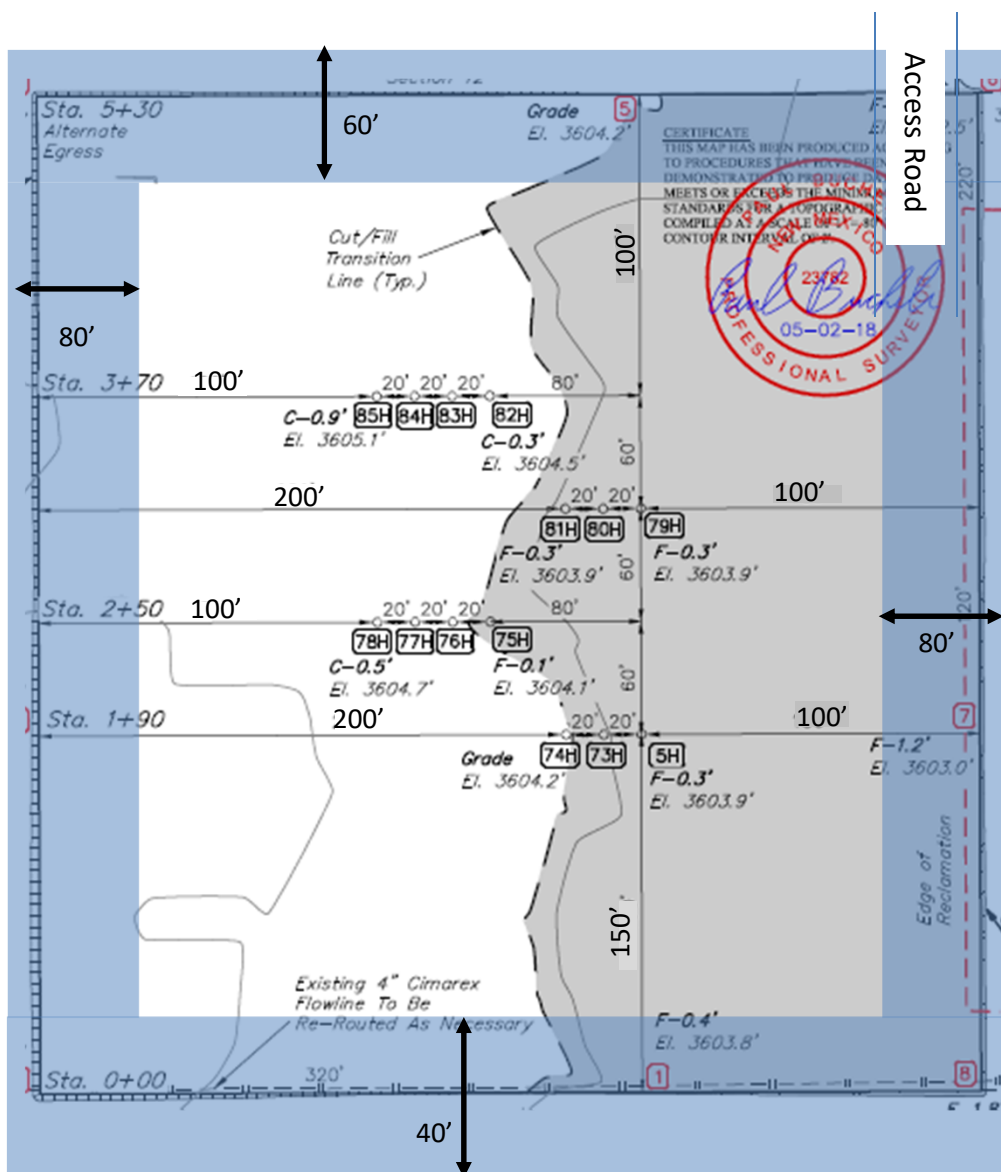 Section 12
Sta. 5+30
Alternate
Egress
60'
Grade
El. 3604.2'
5
Access Road
CERTIFICATE
THIS MAP HAS BEEN PRODUCED
TO PROCEDURES THAT HAVE BEEN
DEMONSTRATED TO PRODUCE
MEETS OR EXCEEDS THE
STANDARDS FOR A TOPOGRAPHIC
COMPILED AT A SCALE OF
CONTOUR INTERVAL OF
220'
NEW MEXICO
23782
05-02-18
PROFESSIONAL SURVEYOR
Cut/Fill
Transition
Line (Typ.)
100'
80'
Sta. 3+70
100'
20' 20' 20'
80'
85H 84H 83H 82H
C-0.9'
El. 3605.1'
C-0.3'
El. 3604.5'
60'
200'
20' 20'
100'
81H 80H 79H
F-0.3'
El. 3603.9'
F-0.3'
El. 3603.9'
60'
Sta. 2+50
100'
20' 20' 20'
80'
78H 77H 76H 75H
C-0.5'
El. 3604.7'
F-0.1'
El. 3604.1'
60'
80'
Sta. 1+90
200'
20' 20'
100'
7
74H 73H 5H
Grade
El. 3604.2'
F-0.3'
El. 3603.9'
F-1.2'
El. 3603.0'
Edge of
Reclamation
150'
Existing 4" Cimarex
Flowline To Be
Re-Routed As Necessary
F-0.4'
El. 3603.8'
Sta. 0+00
320'
1
8
40'